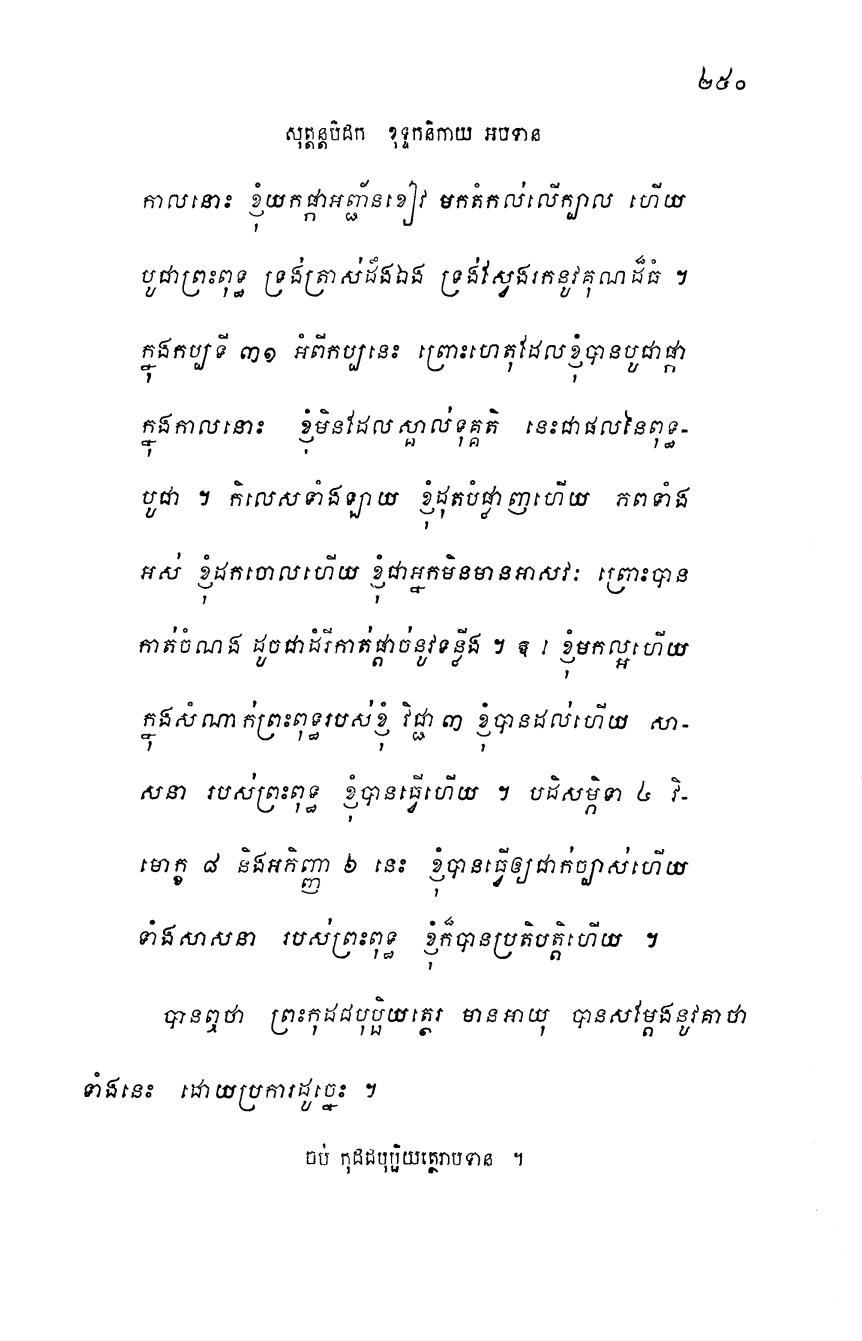 ២៥០
សុត្តន្តបិដក ខុទ្ទកនិកាយ អបទាន
កាលនោះ ខ្ញុំយកផ្កាអញ្ជ័នខៀវ មកតំកល់លើក្បាល ហើយ
បូជាព្រះពុទ្ធ ទ្រង់ត្រាស់ដឹងឯង ទ្រង់ស្វែងរកនូវគុណដ៏ធំ ។
ក្នុងកប្បទី ៣១ អំពីកប្បនេះ ព្រោះហេតុដែលខ្ញុំបានបូជាផ្កា
ក្នុងកាលនោះ ខ្ញុំមិនដែលស្គាល់ទុគ្គតិ នេះជាផលនៃពុទ្ធ-
បូជា ។ កិលេសទាំងឡាយ ខ្ញុំដុតបំផ្លាញហើយ ភពទាំង
អស់ ខ្ញុំដកចោលហើយ ខ្ញុំជាអ្នកមិនមានអាសវៈ ព្រោះបាន
កាត់ចំណង ដូចជាដំរីកាត់ផ្តាច់នូវទន្លីង ។ ឱ ! ខ្ញុំមកល្អហើយ
ក្នុងសំណាក់ព្រះពុទ្ធរបស់ខ្ញុំ វិជ្ជា ៣ ខ្ញុំបានដល់ហើយ សា-
សនា របស់ព្រះពុទ្ធ ខ្ញុំបានធ្វើហើយ ។ បដិសម្ភិទា ៤ វិ-
មោក្ខ ៨ និងអភិញ្ញា ៦ នេះ ខ្ញុំបានធ្វើឲ្យជាក់ច្បាស់ហើយ
ទាំងសាសនា របស់ព្រះពុទ្ធ ខ្ញុំក៏បានប្រតិបត្តិហើយ ។
បានឮថា ព្រះកុដជបុប្ផិយត្ថេរ មានអាយុ បានសម្តែងនូវគាថា
ទាំងនេះ ដោយប្រការដូច្នេះ ។
ចប់ កុដជបុប្ផិយត្ថេរាបទាន ។